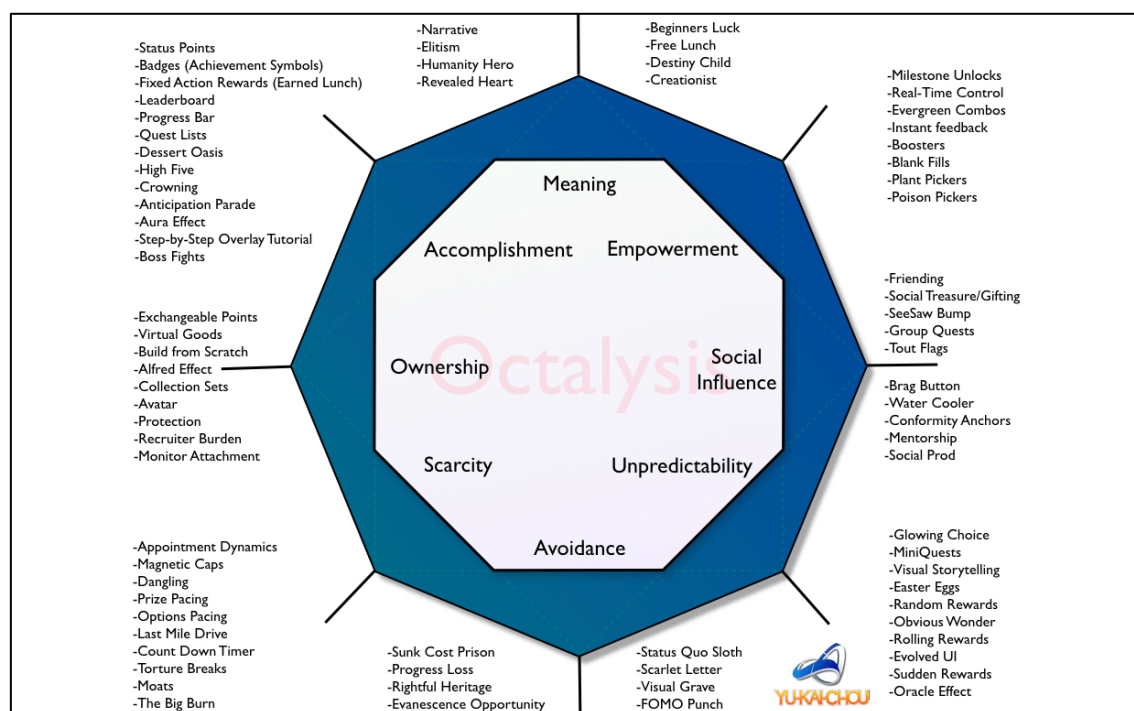 -Narrative
-Elitism
-Humanity Hero
-Revealed Heart
-Beginners Luck
-Free Lunch
-Destiny Child
-Creationist
-Status Points
-Badges (Achievement Symbols)
-Fixed Action Rewards (Earned Lunch)
-Leaderboard
-Progress Bar
-Quest Lists
-Dessert Oasis
-High Five
-Crowning
-Anticipation Parade
-Aura Effect
-Step-by-Step Overlay Tutorial
-Boss Fights
-Milestone Unlocks
-Real-Time Control
-Evergreen Combos
-Instant feedback
-Boosters
-Blank Fills
-Plant Pickers
-Poison Pickers
Meaning
Accomplishment
Empowerment
Ownership
Octalysis
Social
Influence
Scarcity
Unpredictability
Avoidance
-Exchangeable Points
-Virtual Goods
-Build from Scratch
-Alfred Effect
-Collection Sets
-Avatar
-Protection
-Recruiter Burden
-Monitor Attachment
-Friending
-Social Treasure/Gifting
-SeeSaw Bump
-Group Quests
-Tout Flags
-Brag Button
-Water Cooler
-Conformity Anchors
-Mentorship
-Social Prod
-Appointment Dynamics
-Magnetic Caps
-Dangling
-Prize Pacing
-Options Pacing
-Last Mile Drive
-Count Down Timer
-Torture Breaks
-Moats
-The Big Burn
-Sunk Cost Prison
-Progress Loss
-Rightful Heritage
-Evanescence Opportunity
-Status Quo Sloth
-Scarlet Letter
-Visual Grave
-FOMO Punch
YU-KAI-CHOU
-Glowing Choice
-MiniQuests
-Visual Storytelling
-Easter Eggs
-Random Rewards
-Obvious Wonder
-Rolling Rewards
-Evolved UI
-Sudden Rewards
-Oracle Effect